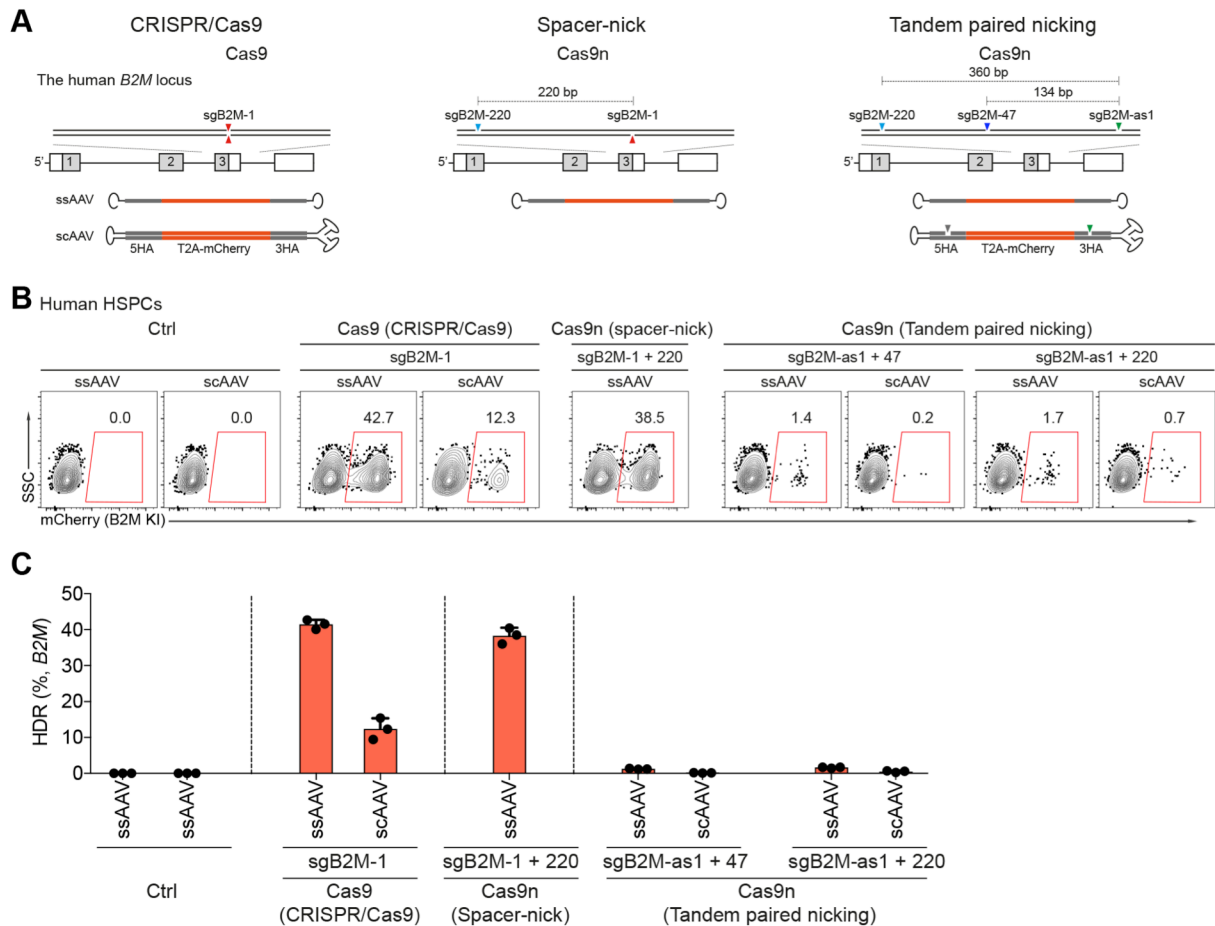 A
CRISPR/Cas9
Cas9
The human B2M locus
sgB2M-1
5'
1
2
3
ssAAV
scAAV
5HA
T2A-mCherry
3HA
Spacer-nick
Cas9n
220 bp
sgB2M-220
sgB2M-1
5'
1
2
3
Tandem paired nicking
Cas9n
360 bp
134 bp
sgB2M-220
sgB2M-47
sgB2M-as1
5'
1
2
3
5HA
T2A-mCherry
3HA
B
Human HSPCs
Ctrl
Cas9 (CRISPR/Cas9)
Cas9n (spacer-nick)
Cas9n (Tandem paired nicking)
sgB2M-1
sgB2M-1 + 220
sgB2M-as1 + 47
sgB2M-as1 + 220
ssAAV
scAAV
ssAAV
scAAV
ssAAV
ssAAV
scAAV
ssAAV
scAAV
0.0
0.0
42.7
12.3
38.5
1.4
0.2
1.7
0.7
SSC
mCherry (B2M KI)
C
HDR (%, B2M)
50
40
30
20
10
0
ssAAV
ssAAV
ssAAV
scAAV
ssAAV
ssAAV
scAAV
ssAAV
scAAV
sgB2M-1
sgB2M-1 + 220
sgB2M-as1 + 47
sgB2M-as1 + 220
Ctrl
Cas9
(CRISPR/Cas9)
Cas9n
(Spacer-nick)
Cas9n
(Tandem paired nicking)